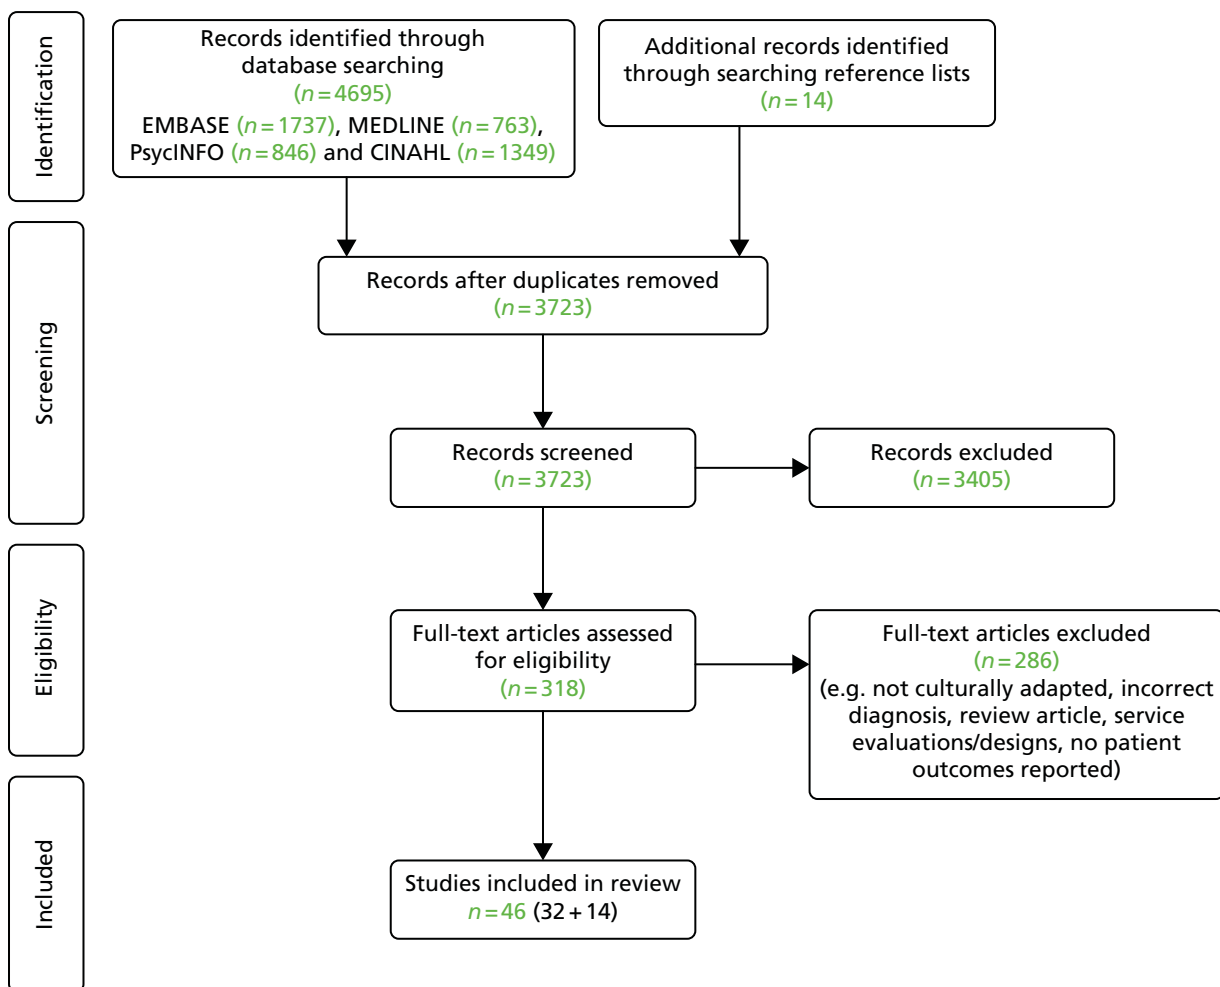 Identification
Records identified through
database searching
(n=4695)
EMBASE (n=1737), MEDLINE (n=763),
PsycINFO (n=846) and CINAHL (n=1349)
Additional records identified
through searching reference lists
(n=14)
Screening
Records after duplicates removed
(n=3723)
Records screened
(n=3723)
Records excluded
(n=3405)
Eligibility
Full-text articles assessed
for eligibility
(n=318)
Full-text articles excluded
(n=286)
(e.g. not culturally adapted, incorrect
diagnosis, review article, service
evaluations/designs, no patient
outcomes reported)
Included
Studies included in review
n=46 (32+14)